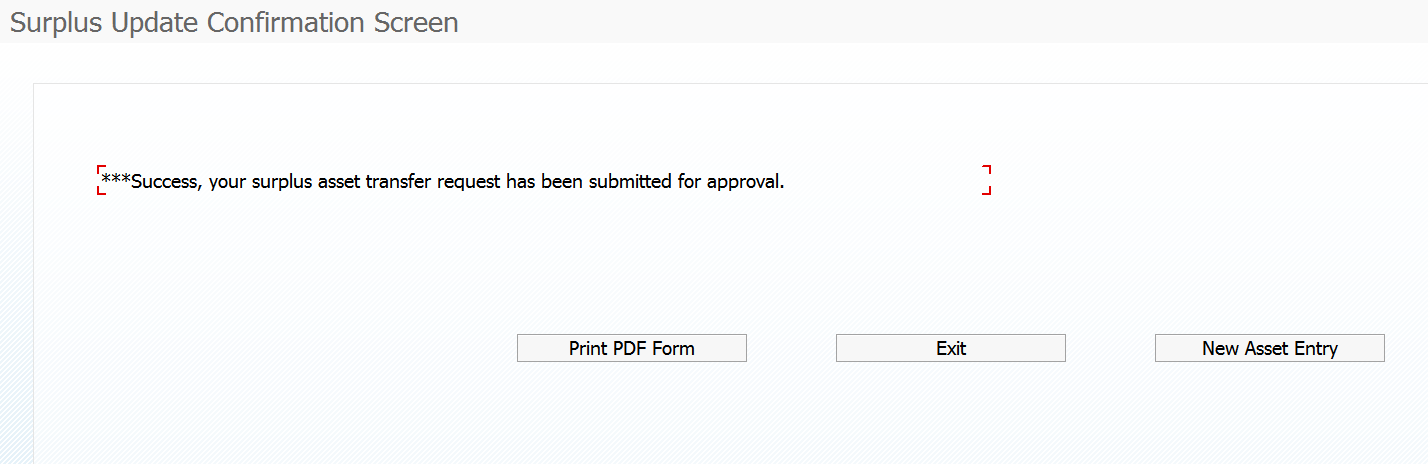 Surplus Update Confirmation Screen
***Success, your surplus asset transfer request has been submitted for approval.
Print PDF Form
Exit
New Asset Entry